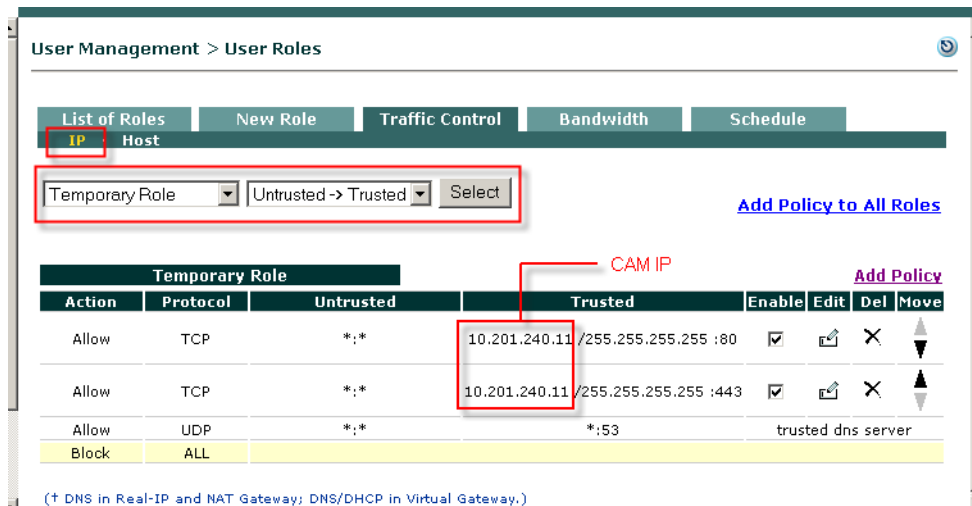 User Management > User Roles
List of Roles New Role Traffic Control Bandwidth Schedule
IP · Host
Temporary Role Untrusted -> Trusted Select
Add Policy to All Roles
CAM IP
Temporary Role Add Policy
Action Protocol Untrusted Trusted Enable Edit Del Move
Allow TCP *:* 10.201.240.11 /255.255.255.255 :80
Allow TCP *:* 10.201.240.11 /255.255.255.255 :443
Allow UDP *:* *:53 trusted dns server
Block ALL
(† DNS in Real-IP and NAT Gateway; DNS/DHCP in Virtual Gateway.)